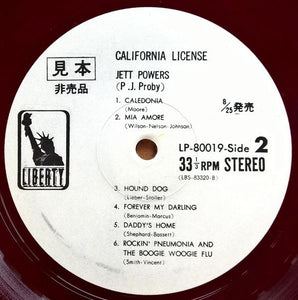 CALIFORNIA LICENSE
見本
非売品
JETT POWERS
(P.J. Proby)
8/25発売
1. CALEDONIA
(Moore)
2. MIA AMORE
(Wilson-Nelson-Johnson)
LP-80019-Side 2
33⅓RPM STEREO
(LBS-83320-B)
LIBERTY
3. HOUND DOG
(Lieber-Stoller)
4. FOREVER MY DARLING
(Benjamin-Marcus)
5. DADDY'S HOME
(Shephard-Bassett)
6. ROCKIN' PNEUMONIA AND
THE BOOGIE WOOGIE FLU
(Smith-Vincent)